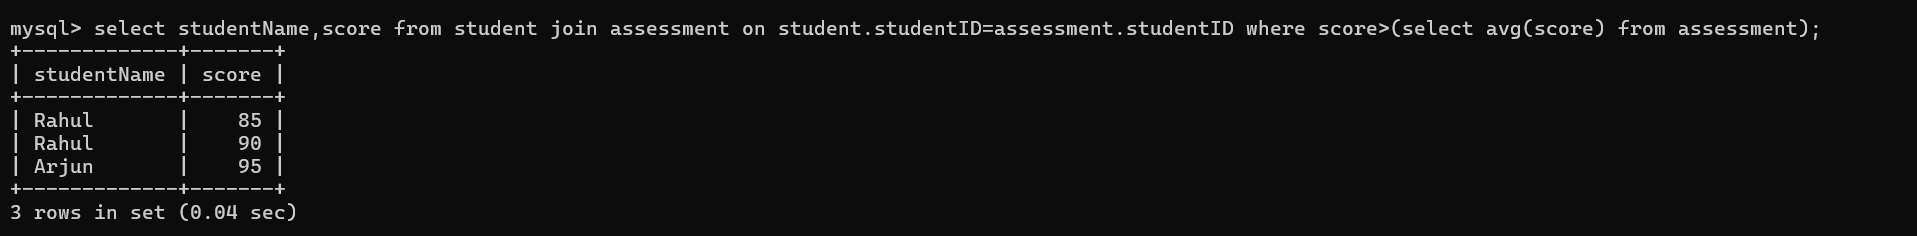 mysql> select studentName,score from student join assessment on student.studentID=assessment.studentID where score>(select avg(score) from assessment);
+-------------+-------+
| studentName | score |
+-------------+-------+
| Rahul       |    85 |
| Rahul       |    90 |
| Arjun       |    95 |
+-------------+-------+
3 rows in set (0.04 sec)